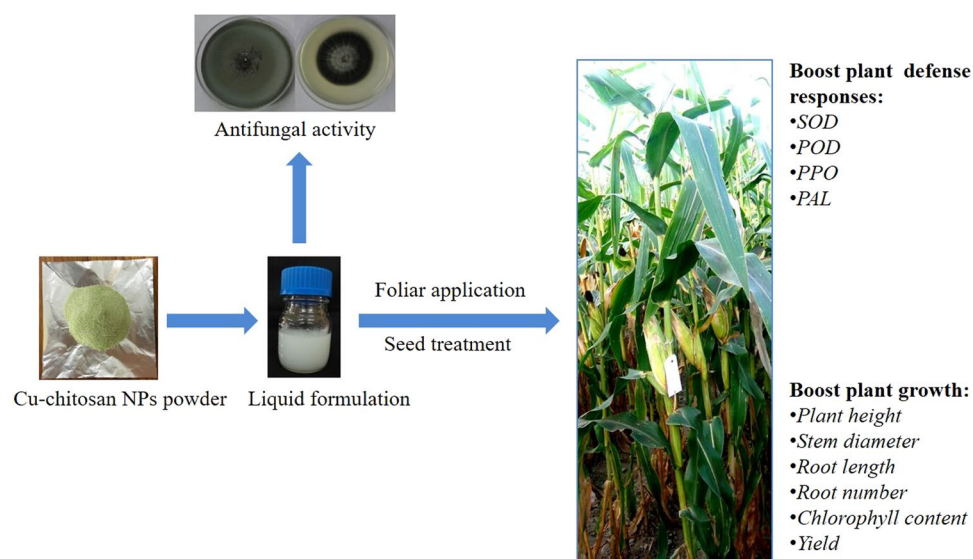 Antifungal activity
Cu-chitosan NPs powder
Liquid formulation
Foliar application
Seed treatment
Boost plant defense
responses:
•SOD
•POD
•PPO
•PAL
Boost plant growth:
•Plant height
•Stem diameter
•Root length
•Root number
•Chlorophyll content
•Yield